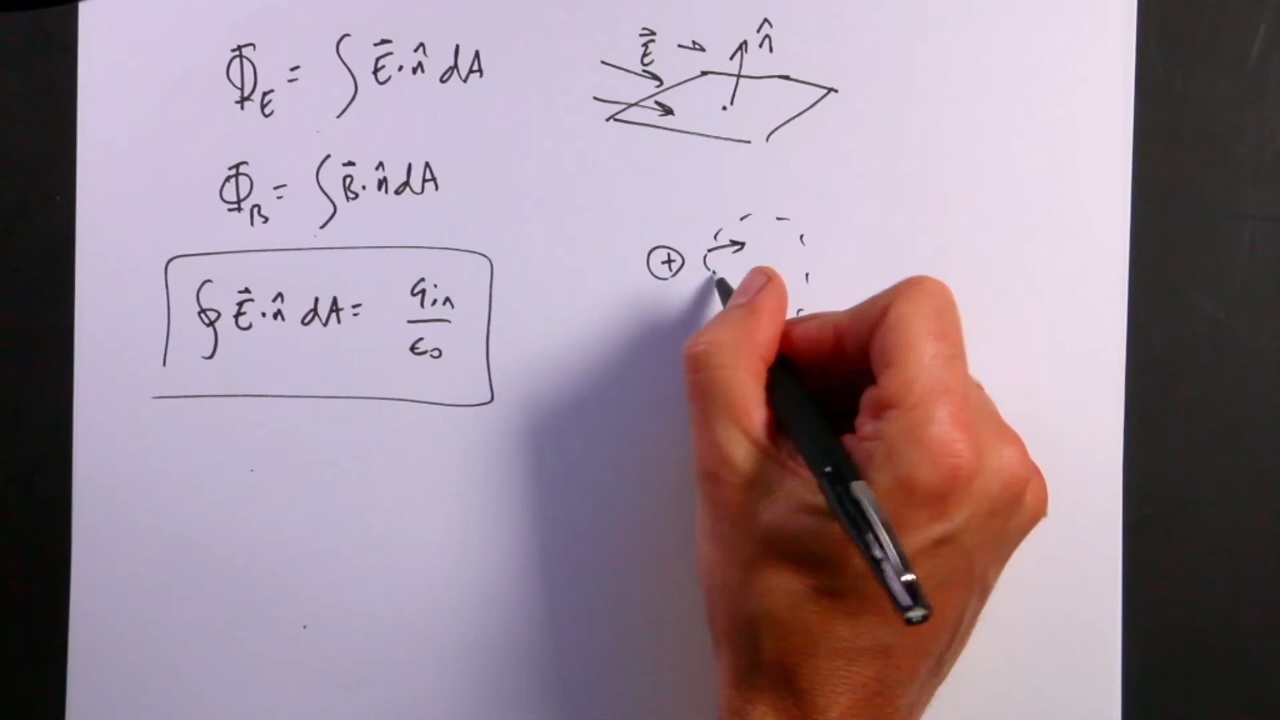 Φ_E = ∫ E⃗·n̂ dA
E⃗ n̂
Φ_B = ∫ B⃗·n̂ dA
+
∮ E⃗·n̂ dA = q_in / ε₀